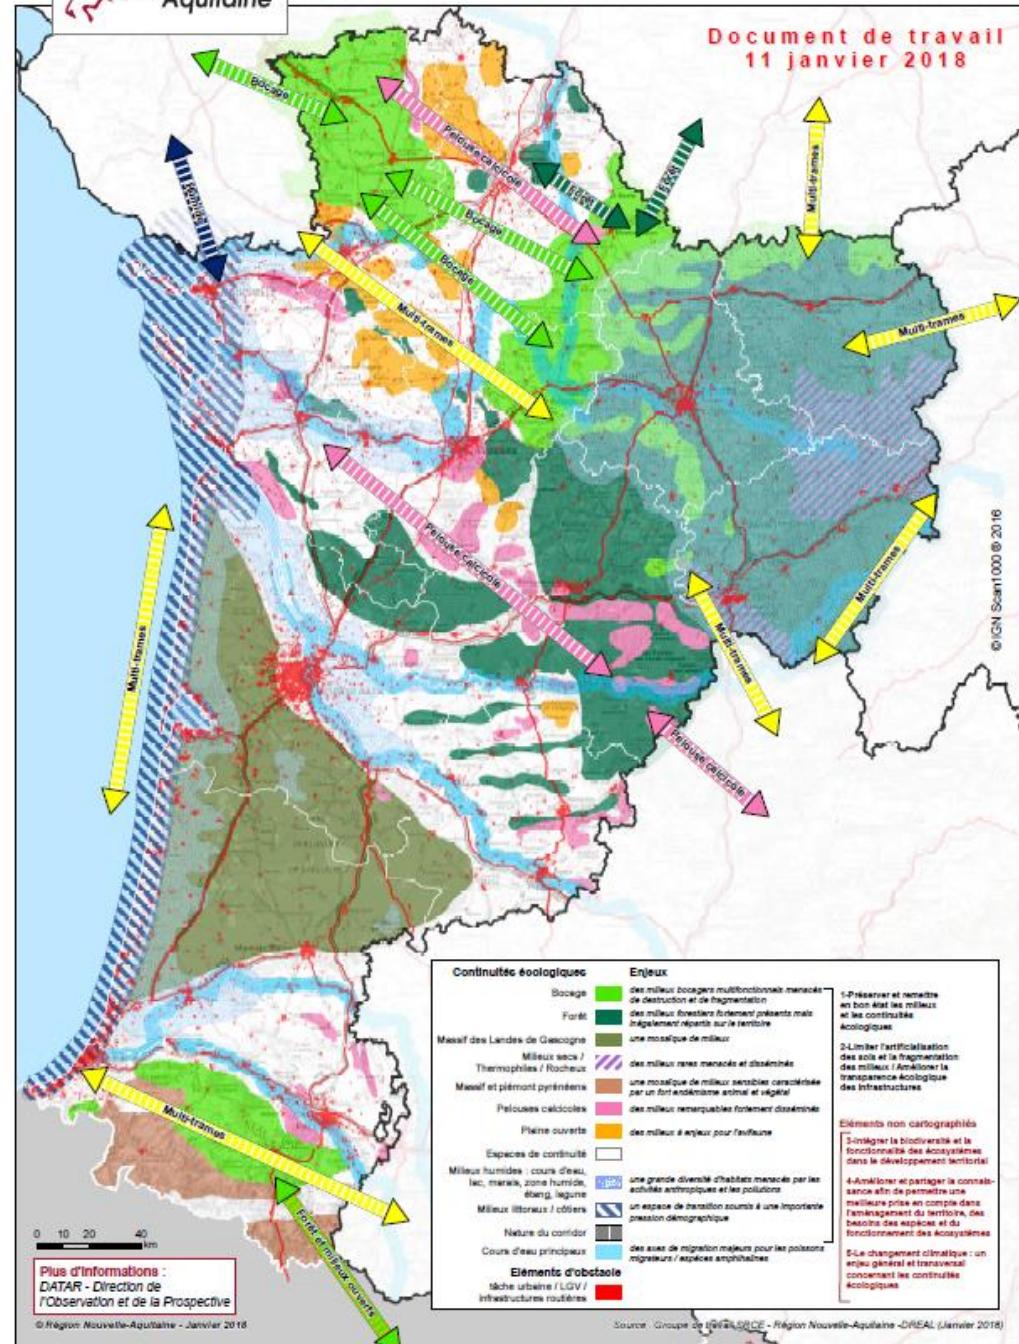 Aquitaine
Document de travail
11 janvier 2018
Bocage
Pelouse calcicole
Forêt
Forêt
Multi-trames
Bocage
Bocage
Multi-trames
Multi-trames
Pelouse calcicole
Multi-trames
Multi-trames
Multi-trames
Pelouse calcicole
Multi-trames
Forêt et milieux ouverts
© IGN Scan1000 ® 2016
0 10 20 40
km
Plus d'informations :
DATAR - Direction de
l'Observation et de la Prospective
© Région Nouvelle-Aquitaine - Janvier 2018
Continuités écologiques Enjeux
Bocage des milieux bocagers multifonctionnels menacés
de destruction et de fragmentation
Forêt des milieux forestiers fortement présents mais
inégalement répartis sur le territoire
Massif des Landes de Gascogne une mosaïque de milieux
Milieux secs /
Thermophiles / Rocheux des milieux rares menacés et disséminés
Massif et piémont pyrénéens une mosaïque de milieux sensibles caractérisée
par un fort endémisme animal et végétal
Pelouses calcicoles des milieux remarquables fortement disséminés
Plaine ouverte des milieux à enjeux pour l'avifaune
Espaces de continuité
Milieux humides : cours d'eau,
lac, marais, zone humide,
étang, lagune
une grande diversité d'habitats menacés par les
activités anthropiques et les pollutions
Milieux littoraux / côtiers un espace de transition soumis à une importante
pression démographique
Nature du corridor
Cours d'eau principaux des axes de migration majeurs pour les poissons
migrateurs / espèces amphihalines
Eléments d'obstacle
tâche urbaine / LGV /
infrastructures routières
1-Préserver et remettre
en bon état les milieux
et les continuités
écologiques
2-Limiter l'artificialisation
des sols et la fragmentation
des milieux / Améliorer la
transparence écologique
des infrastructures
Eléments non cartographiés
3-Intégrer la biodiversité et la
fonctionnalité des écosystèmes
dans le développement territorial
4-Améliorer et partager la connais-
sance afin de permettre une
meilleure prise en compte dans
l'aménagement du territoire, des
besoins des espèces et du
fonctionnement des écosystèmes
5-Le changement climatique : un
enjeu général et transversal
concernant les continuités
écologiques
Source : Groupe de travail SRCE - Région Nouvelle-Aquitaine -DREAL (Janvier 2018)